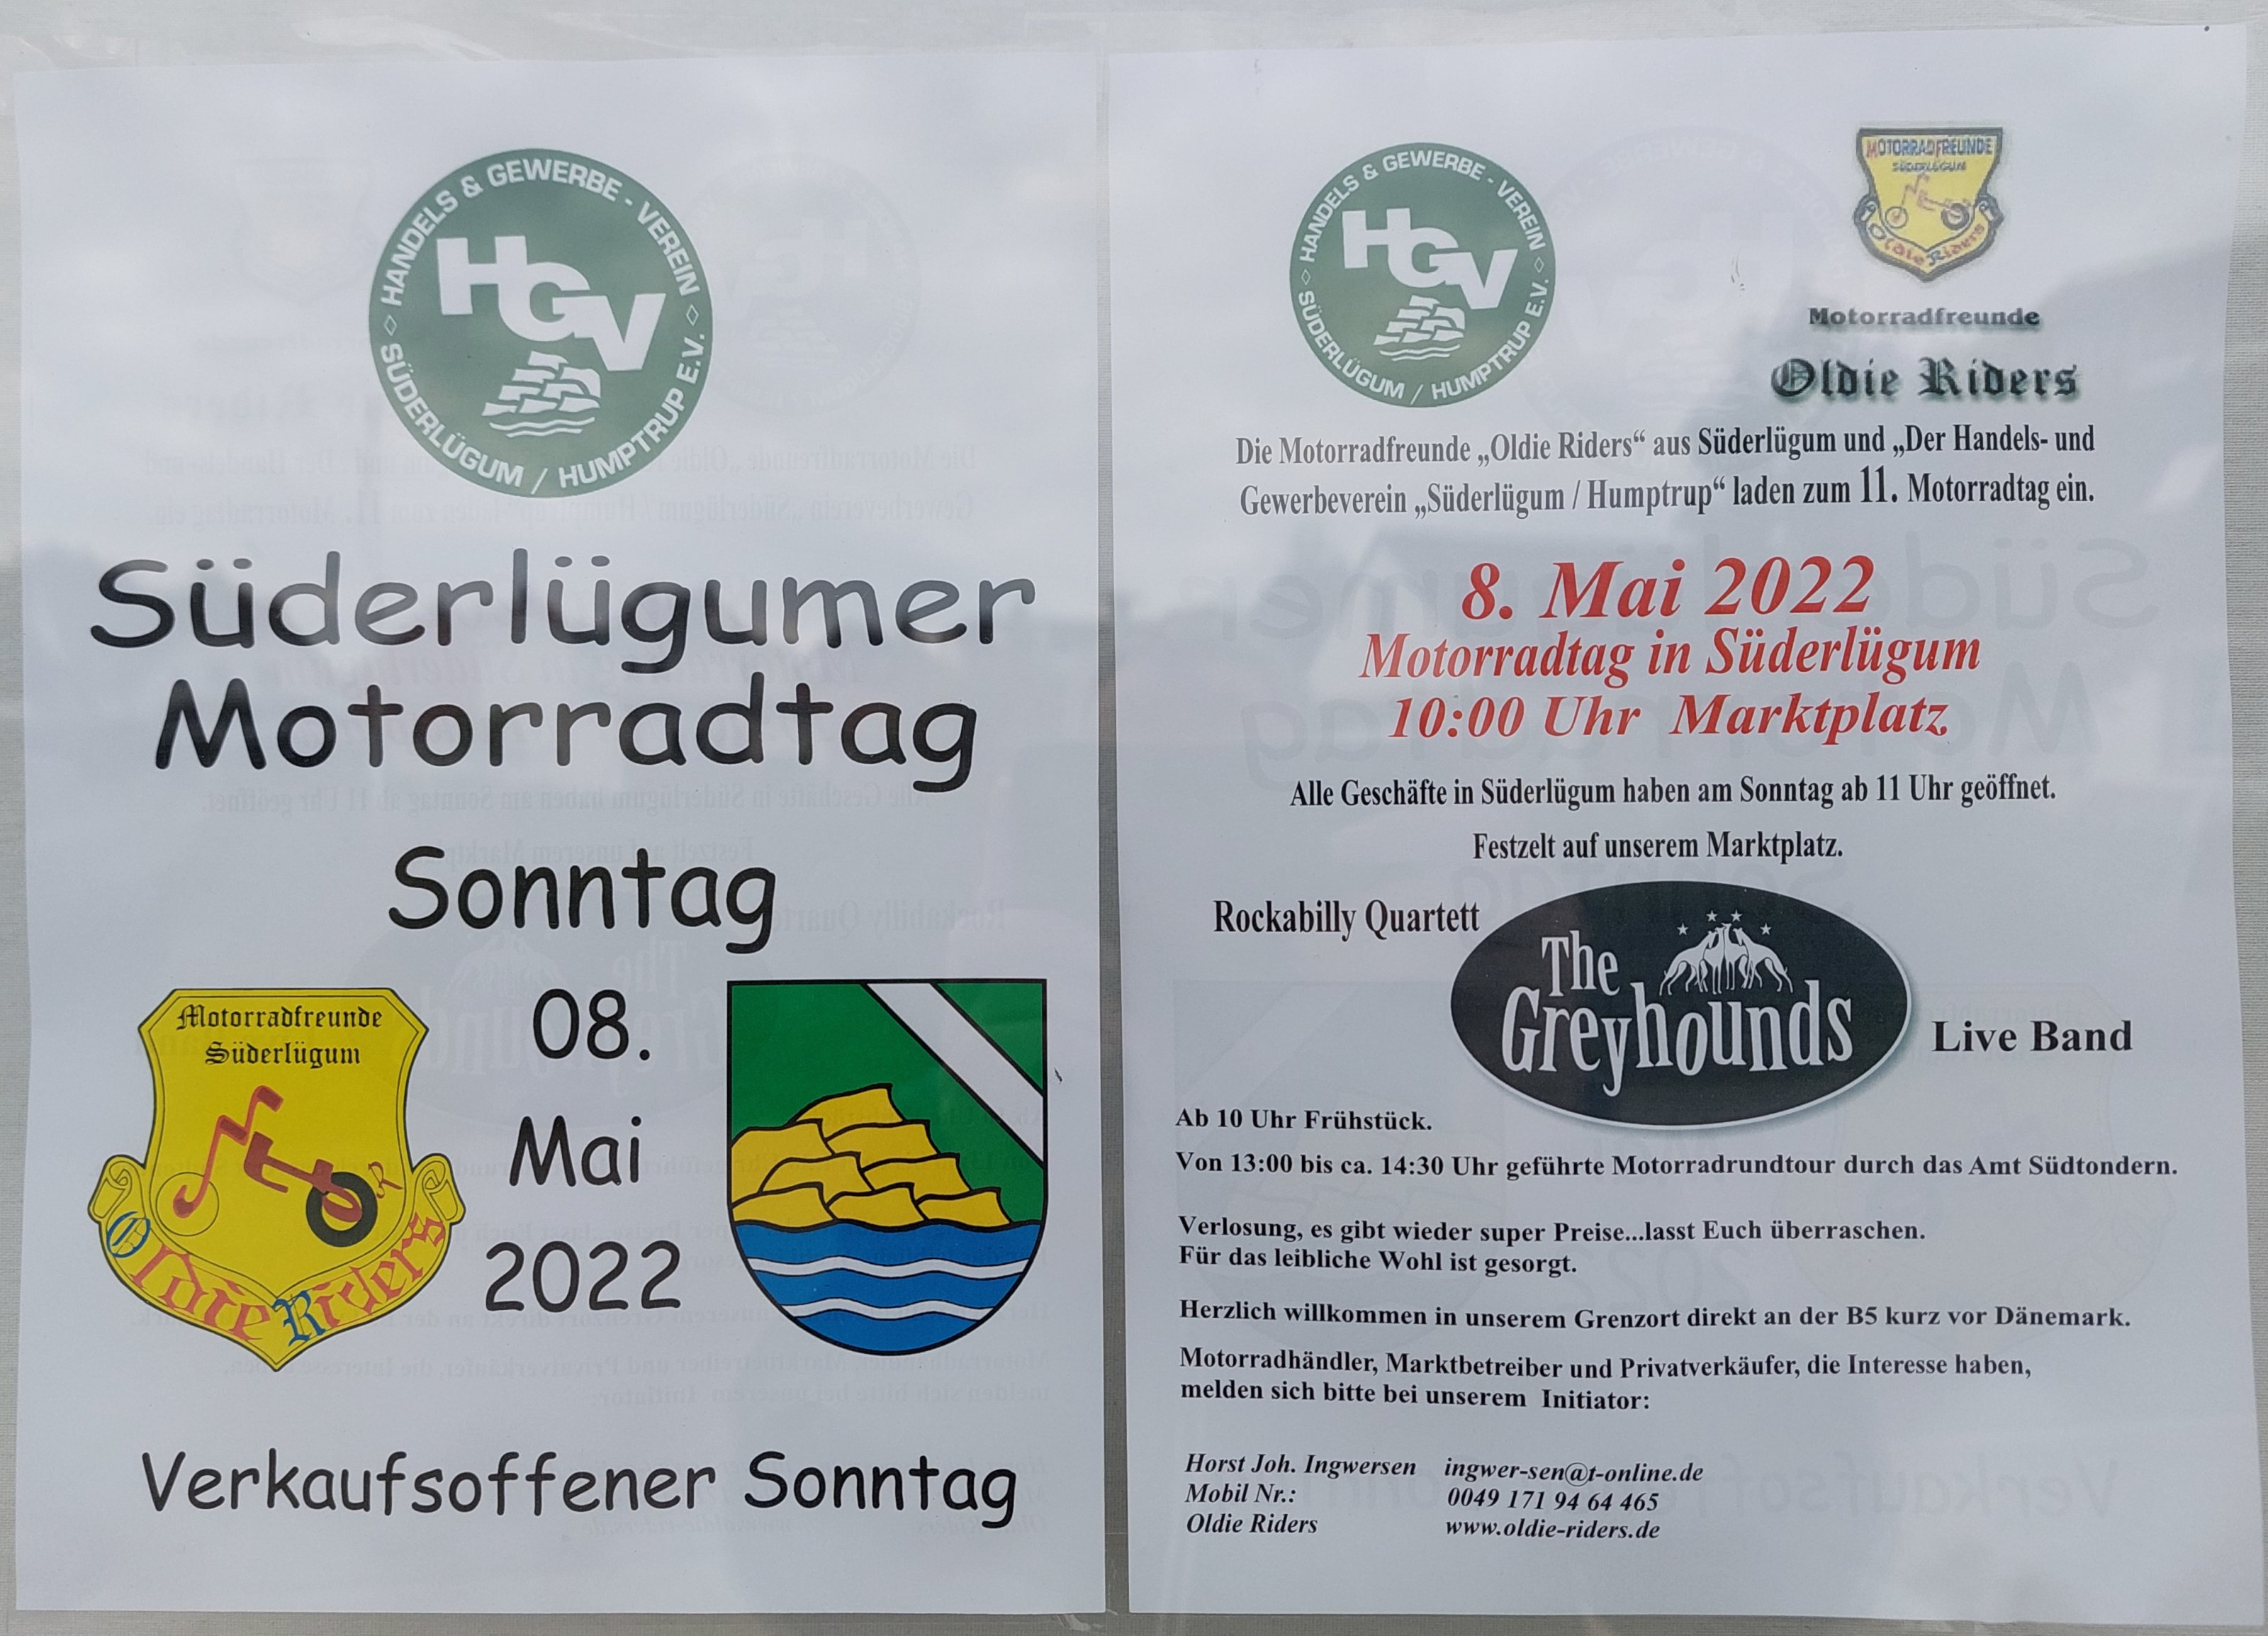 HANDELS & GEWERBE - VEREIN
HGV
SÜDERLÜGUM / HUMPTRUP E.V.
Süderlügumer
Motorradtag
Sonntag
08.
Mai
2022
Motorradfreunde
Süderlügum
Oldie Riders
Verkaufsoffener Sonntag
HANDELS & GEWERBE - VEREIN
HGV
SÜDERLÜGUM / HUMPTRUP E.V.
MOTORRADFREUNDE
SÜDERLÜGUM
Oldie Riders
Motorradfreunde
Oldie Riders
Die Motorradfreunde „Oldie Riders“ aus Süderlügum und „Der Handels- und
Gewerbeverein „Süderlügum / Humptrup“ laden zum 11. Motorradtag ein.
8. Mai 2022
Motorradtag in Süderlügum
10:00 Uhr Marktplatz
Alle Geschäfte in Süderlügum haben am Sonntag ab 11 Uhr geöffnet.
Festzelt auf unserem Marktplatz.
Rockabilly Quartett
The
Greyhounds
Live Band
Ab 10 Uhr Frühstück.
Von 13:00 bis ca. 14:30 Uhr geführte Motorradrundtour durch das Amt Südtondern.
Verlosung, es gibt wieder super Preise...lasst Euch überraschen.
Für das leibliche Wohl ist gesorgt.
Herzlich willkommen in unserem Grenzort direkt an der B5 kurz vor Dänemark.
Motorradhändler, Marktbetreiber und Privatverkäufer, die Interesse haben,
melden sich bitte bei unserem Initiator:
Horst Joh. Ingwersen ingwer-sen@t-online.de
Mobil Nr.: 0049 171 94 64 465
Oldie Riders www.oldie-riders.de